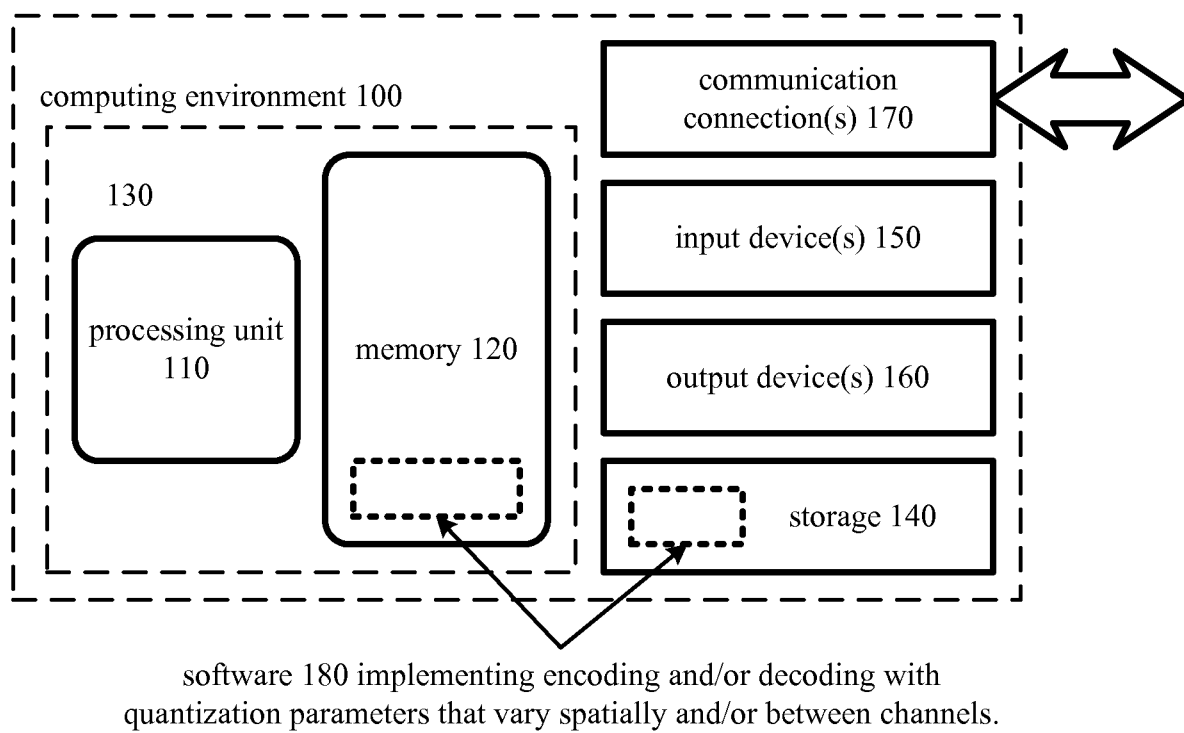 computing environment 100
130
processing unit
110
memory 120
communication
connection(s) 170
input device(s) 150
output device(s) 160
storage 140
software 180 implementing encoding and/or decoding with
quantization parameters that vary spatially and/or between channels.